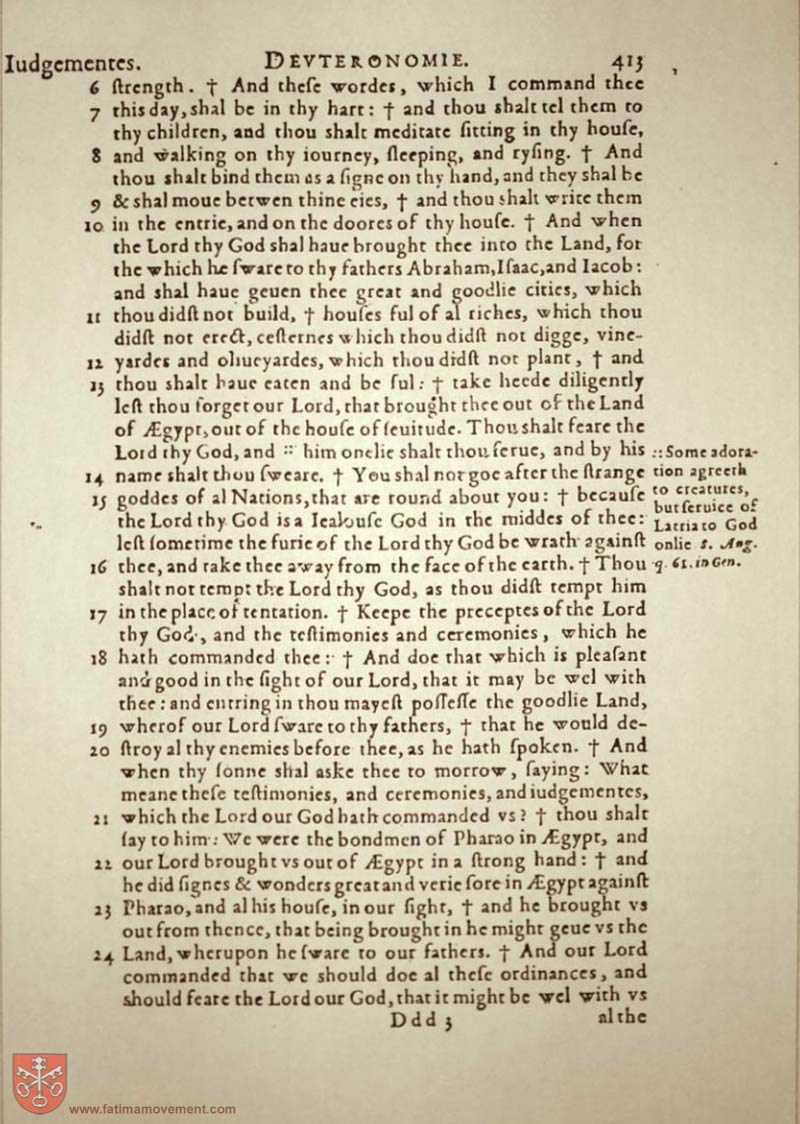 Iudgementes. DEVTERONOMIE. 413
6 ſtrength. † And theſe wordes, which I command thee
7 this day, shal be in thy hart: † and thou shalt tel them to
thy children, and thou shalt meditate ſitting in thy houſe,
8 and walking on thy iourney, ſleeping, and ryſing. † And
thou shalt bind them as a ſigne on thy hand, and they shal be
9 & shal moue betwen thine eies, † and thou shalt write them
10 in the entrie, and on the doores of thy houſe. † And when
the Lord thy God shal haue brought thee into the Land, for
the which he ſware to thy fathers Abraham, Iſaac, and Iacob:
and shal haue geuen thee great and goodlie cities, which
11 thou didſt not build, † houſes ful of al riches, which thou
didſt not erect, ceſternes which thou didſt not digge, vine-
12 yardes and oliueyardes, which thou didſt not plant, † and
13 thou shalt haue eaten and be ful: † take heede diligently
leſt thou forget our Lord, that brought thee out of the Land
of Ægypt, out of the houſe of ſeuitude. Thou shalt feare the
Lord thy God, and :: him onelie shalt thou ſerue, and by his
14 name shalt thou ſweare. † You shal not goe after the ſtrange
15 goddes of al Nations, that are round about you: † becauſe
the Lord thy God is a Iealouſe God in the middes of thee:
leſt ſometime the furie of the Lord thy God be wrath againſt
16 thee, and take thee away from the face of the earth. † Thou
shalt not tempt the Lord thy God, as thou didſt tempt him
17 in the place of tentation. † Keepe the preceptes of the Lord
thy God, and the teſtimonies and ceremonies, which he
18 hath commanded thee: † And doe that which is pleaſant
and good in the ſight of our Lord, that it may be wel with
thee: and entring in thou mayeſt poſſeſſe the goodlie Land,
19 wherof our Lord ſware to thy fathers, † that he would de-
20 ſtroy al thy enemies before thee, as he hath ſpoken. † And
when thy ſonne shal aske thee to morrow, ſaying: What
meane theſe teſtimonies, and ceremonies, and iudgementes,
21 which the Lord our God hath commanded vs? † thou shalt
ſay to him: We were the bondmen of Pharao in Ægypt, and
22 our Lord brought vs out of Ægypt in a ſtrong hand: † and
he did ſignes & wonders great and verie ſore in Ægypt againſt
23 Pharao, and al his houſe, in our ſight, † and he brought vs
out from thence, that being brought in he might geue vs the
24 Land, wherupon he ſware to our fathers. † And our Lord
commanded that we should doe al theſe ordinances, and
should feare the Lord our God, that it might be wel with vs
Ddd 3 al the
:: Some adora-
tion agreeth
to creatures,
but ſeruice of
Latria to God
onlie S. Aug.
q. 61. in Gen.
www.fatimamovement.com